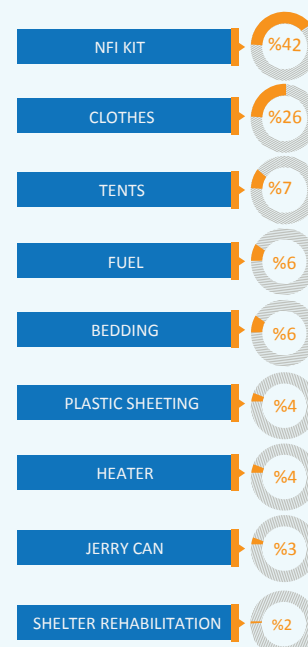 NFI KIT %42
CLOTHES %26
TENTS %7
FUEL %6
BEDDING %6
PLASTIC SHEETING %4
HEATER %4
JERRY CAN %3
SHELTER REHABILITATION %2